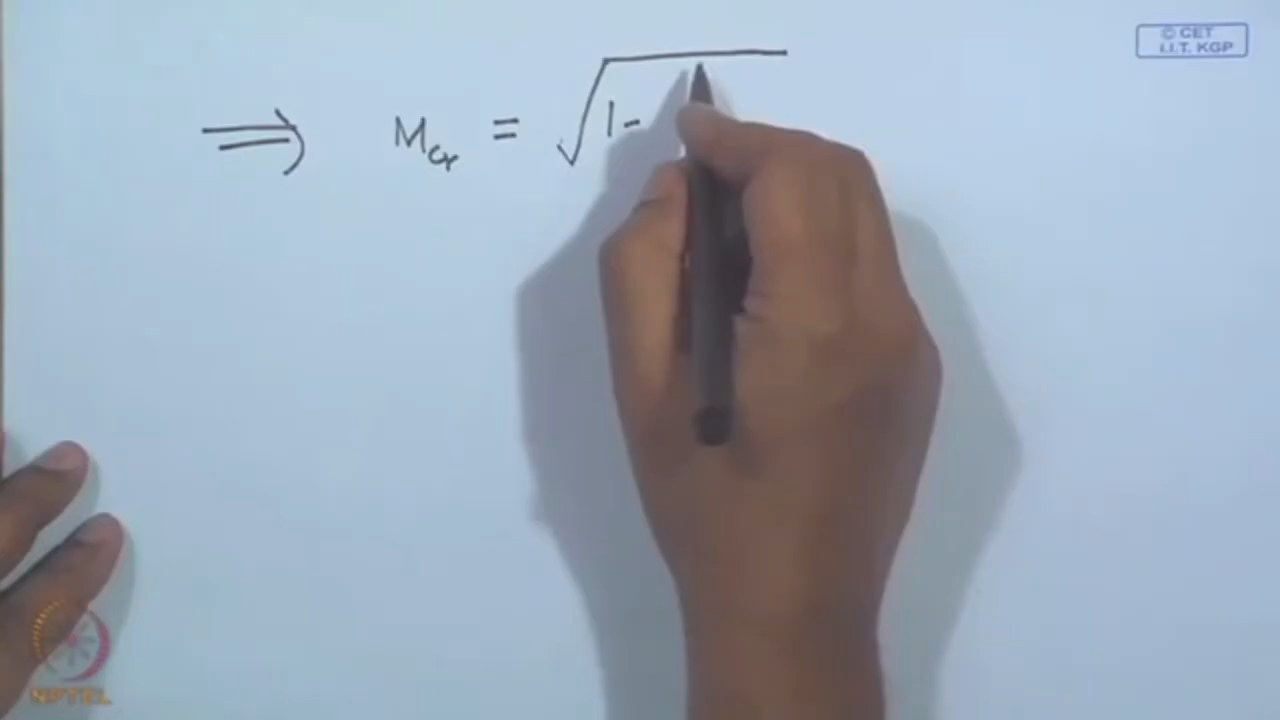 © CET
I.I.T. KGP
⇒ M_cr = √1-
NPTEL